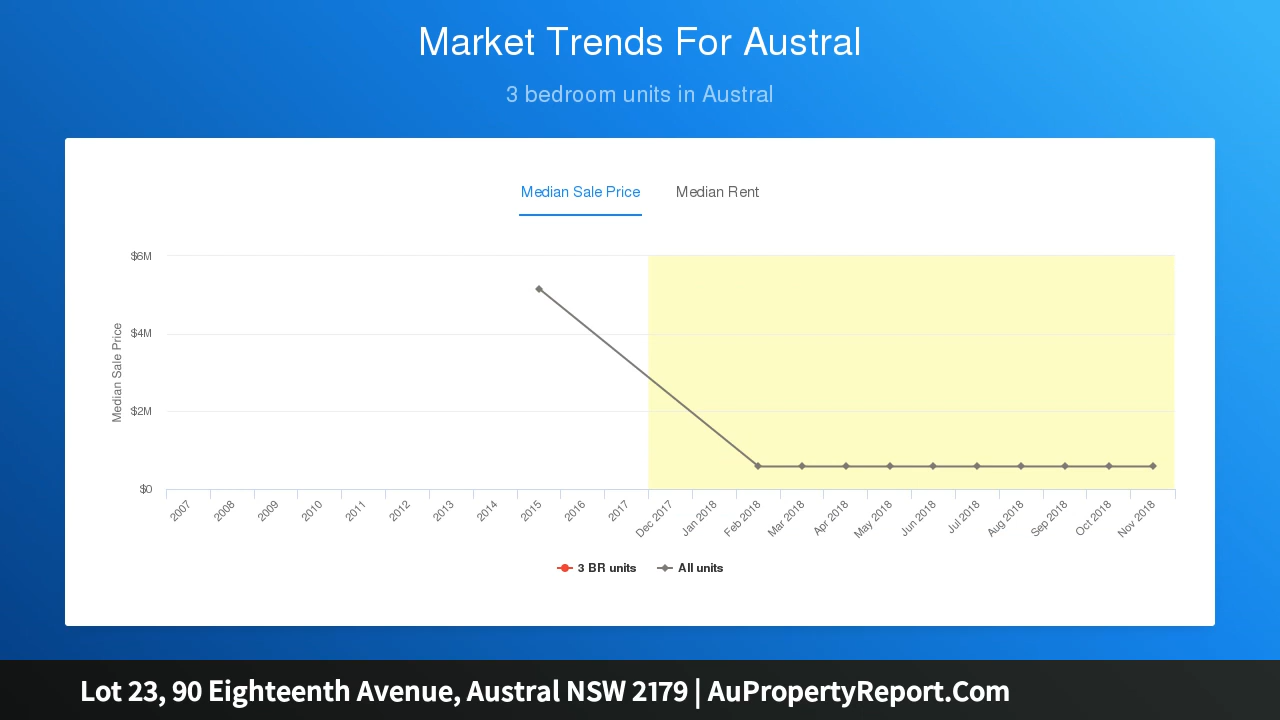 Market Trends For Austral
3 bedroom units in Austral
Median Sale Price Median Rent
Median Sale Price
$6M
$4M
$2M
$0
2007 2008 2009 2010 2011 2012 2013 2014 2015 2016 2017 Dec 2017 Jan 2018 Feb 2018 Mar 2018 Apr 2018 May 2018 Jun 2018 Jul 2018 Aug 2018 Sep 2018 Oct 2018 Nov 2018
3 BR units All units
Lot 23, 90 Eighteenth Avenue, Austral NSW 2179 | AuPropertyReport.Com